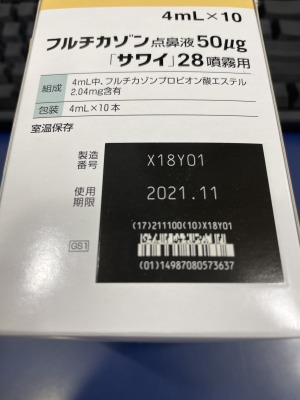 4mL×10
フルチカゾン点鼻液50μg
「サワイ」28噴霧用
組成 4mL中、フルチカゾンプロピオン酸エステル
2.04mg含有
包装 4mL×10本
室温保存
製造
番号 X18Y01
使用
期限 2021.11
(17)211100(10)X18Y01
(01)14987080573637
GS1